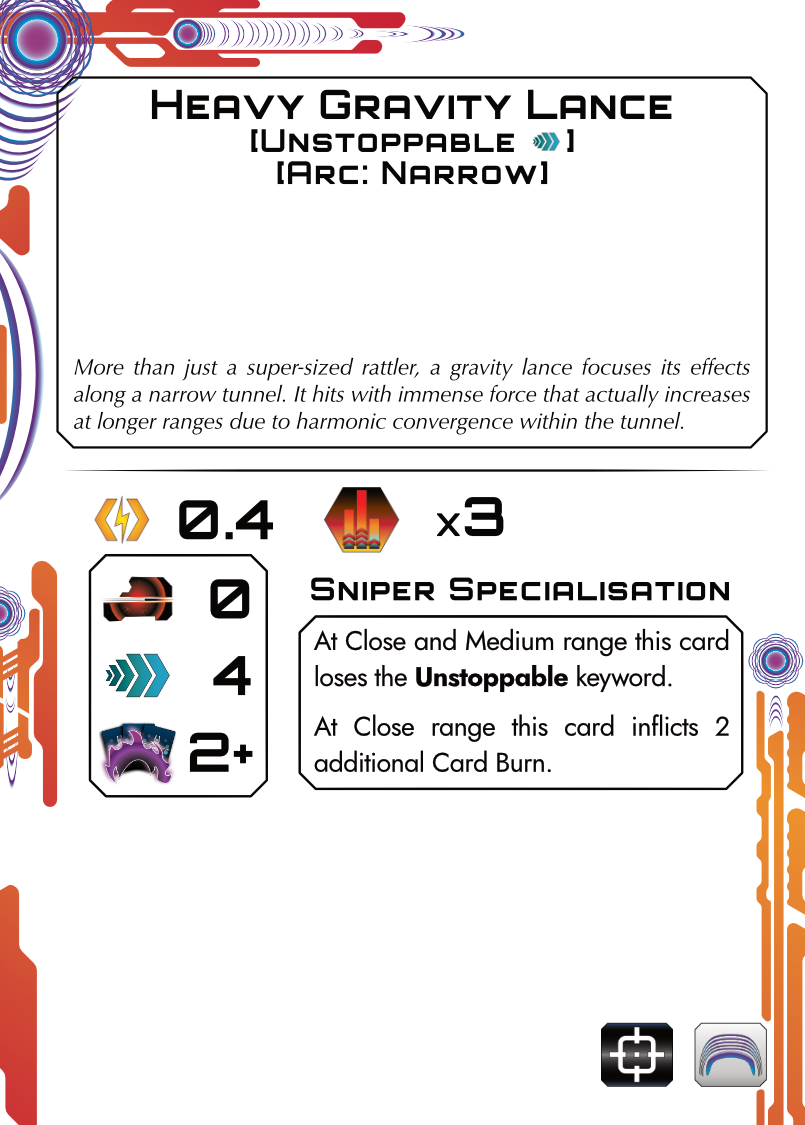 Heavy Gravity Lance
[Unstoppable ]
[Arc: Narrow]
More than just a super-sized rattler, a gravity lance focuses its effects
along a narrow tunnel. It hits with immense force that actually increases
at longer ranges due to harmonic convergence within the tunnel.
0.4 x3
0
4
2+
Sniper Specialisation
At Close and Medium range this card
loses the Unstoppable keyword.
At Close range this card inflicts 2
additional Card Burn.